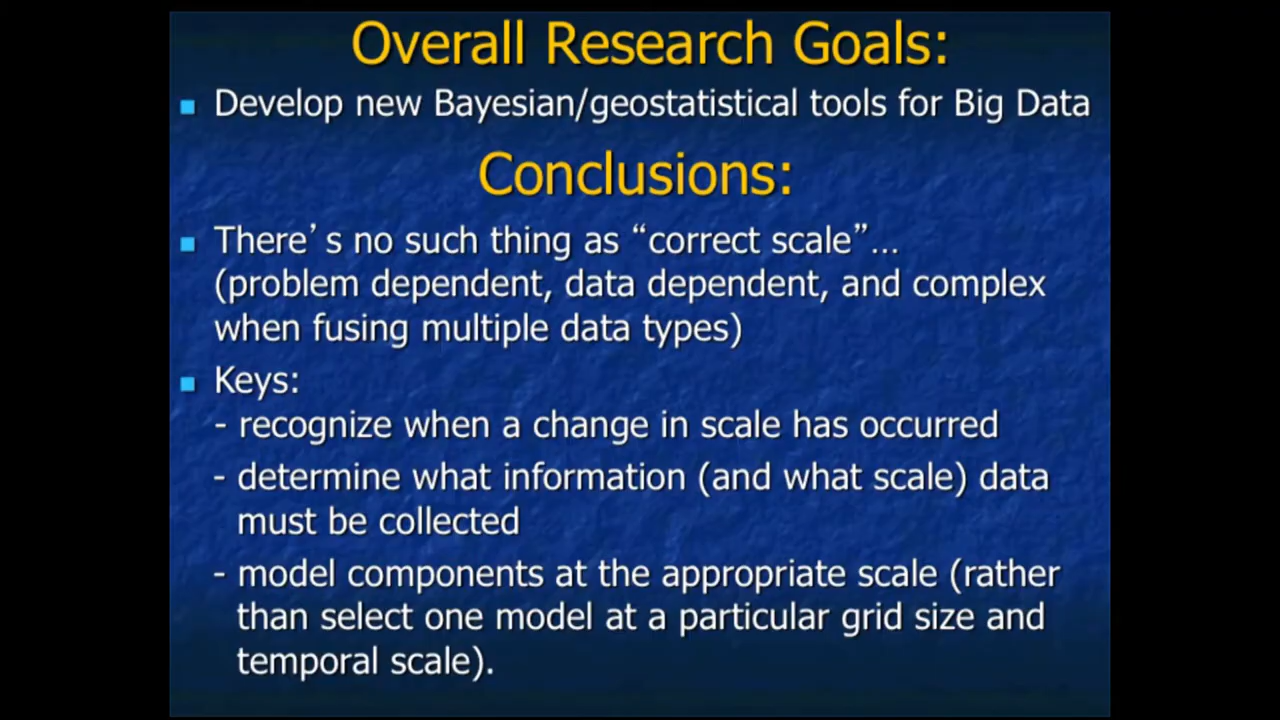 Overall Research Goals:
Develop new Bayesian/geostatistical tools for Big Data
Conclusions:
There’s no such thing as “correct scale”…
(problem dependent, data dependent, and complex
when fusing multiple data types)
Keys:
- recognize when a change in scale has occurred
- determine what information (and what scale) data
must be collected
- model components at the appropriate scale (rather
than select one model at a particular grid size and
temporal scale).